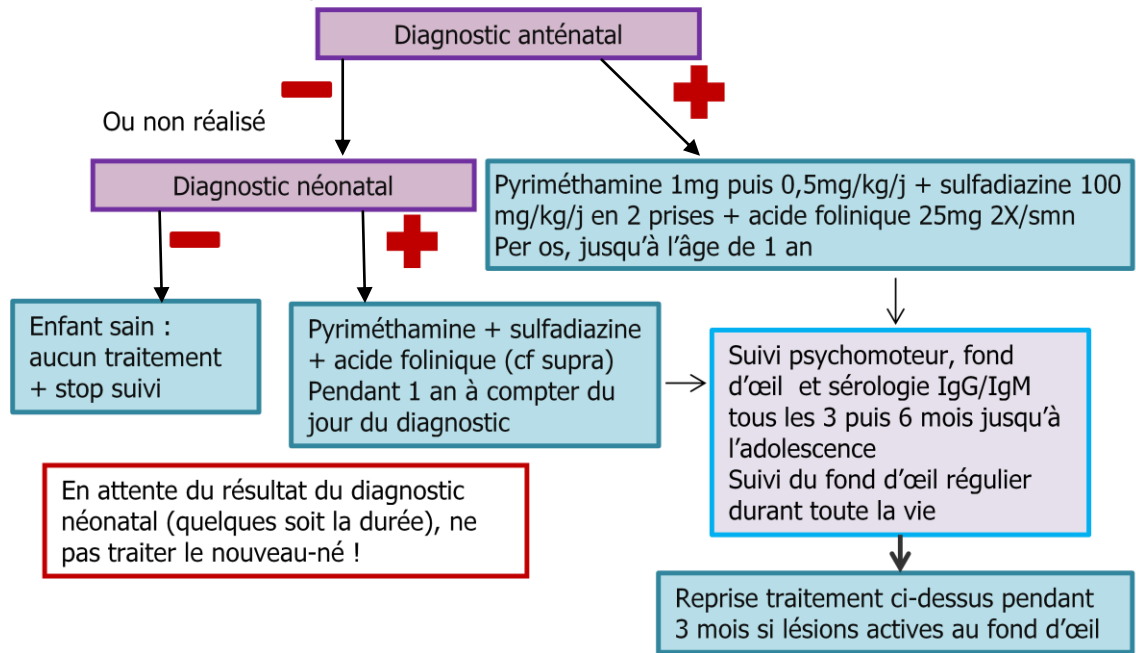 Diagnostic anténatal
Ou non réalisé
Diagnostic néonatal
Pyriméthamine 1mg puis 0,5mg/kg/j + sulfadiazine 100
mg/kg/j en 2 prises + acide folinique 25mg 2X/smn
Per os, jusqu’à l’âge de 1 an
Enfant sain :
aucun traitement
+ stop suivi
Pyriméthamine + sulfadiazine
+ acide folinique (cf supra)
Pendant 1 an à compter du
jour du diagnostic
Suivi psychomoteur, fond
d’œil et sérologie IgG/IgM
tous les 3 puis 6 mois jusqu’à
l’adolescence
Suivi du fond d’œil régulier
durant toute la vie
En attente du résultat du diagnostic
néonatal (quelques soit la durée), ne
pas traiter le nouveau-né !
Reprise traitement ci-dessus pendant
3 mois si lésions actives au fond d’œil